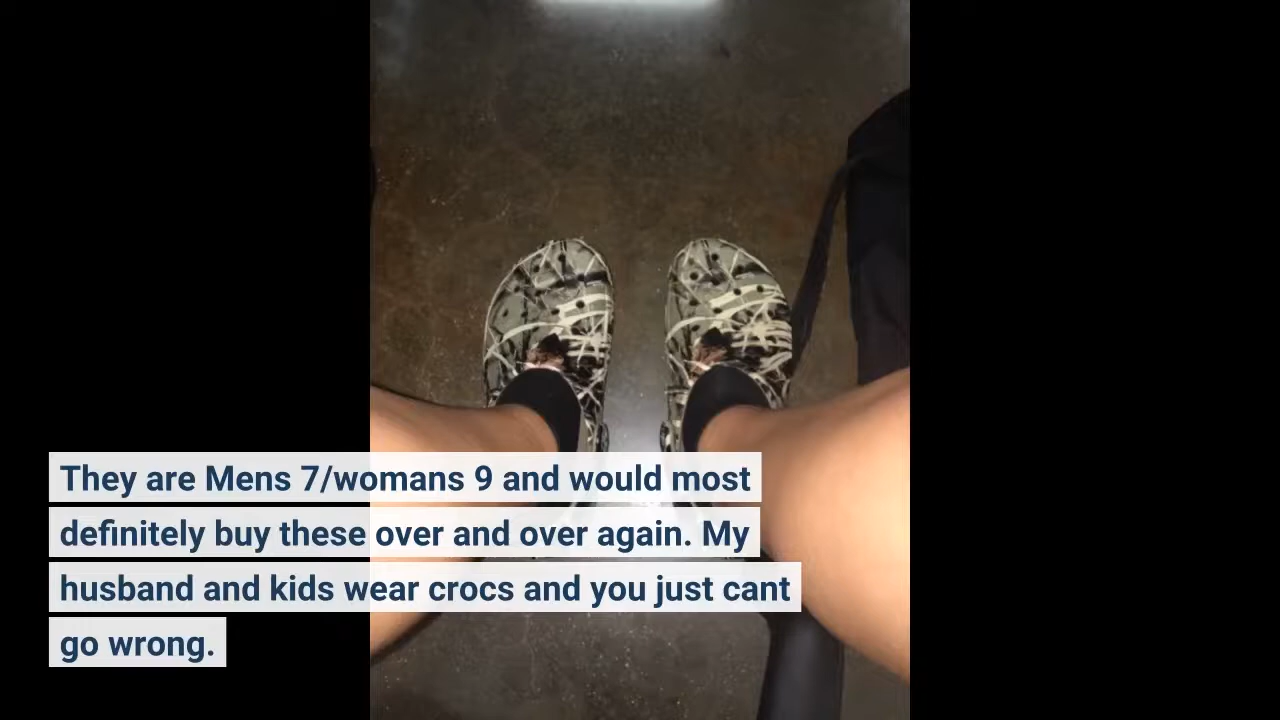 They are Mens 7/womans 9 and would most
definitely buy these over and over again. My
husband and kids wear crocs and you just cant
go wrong.